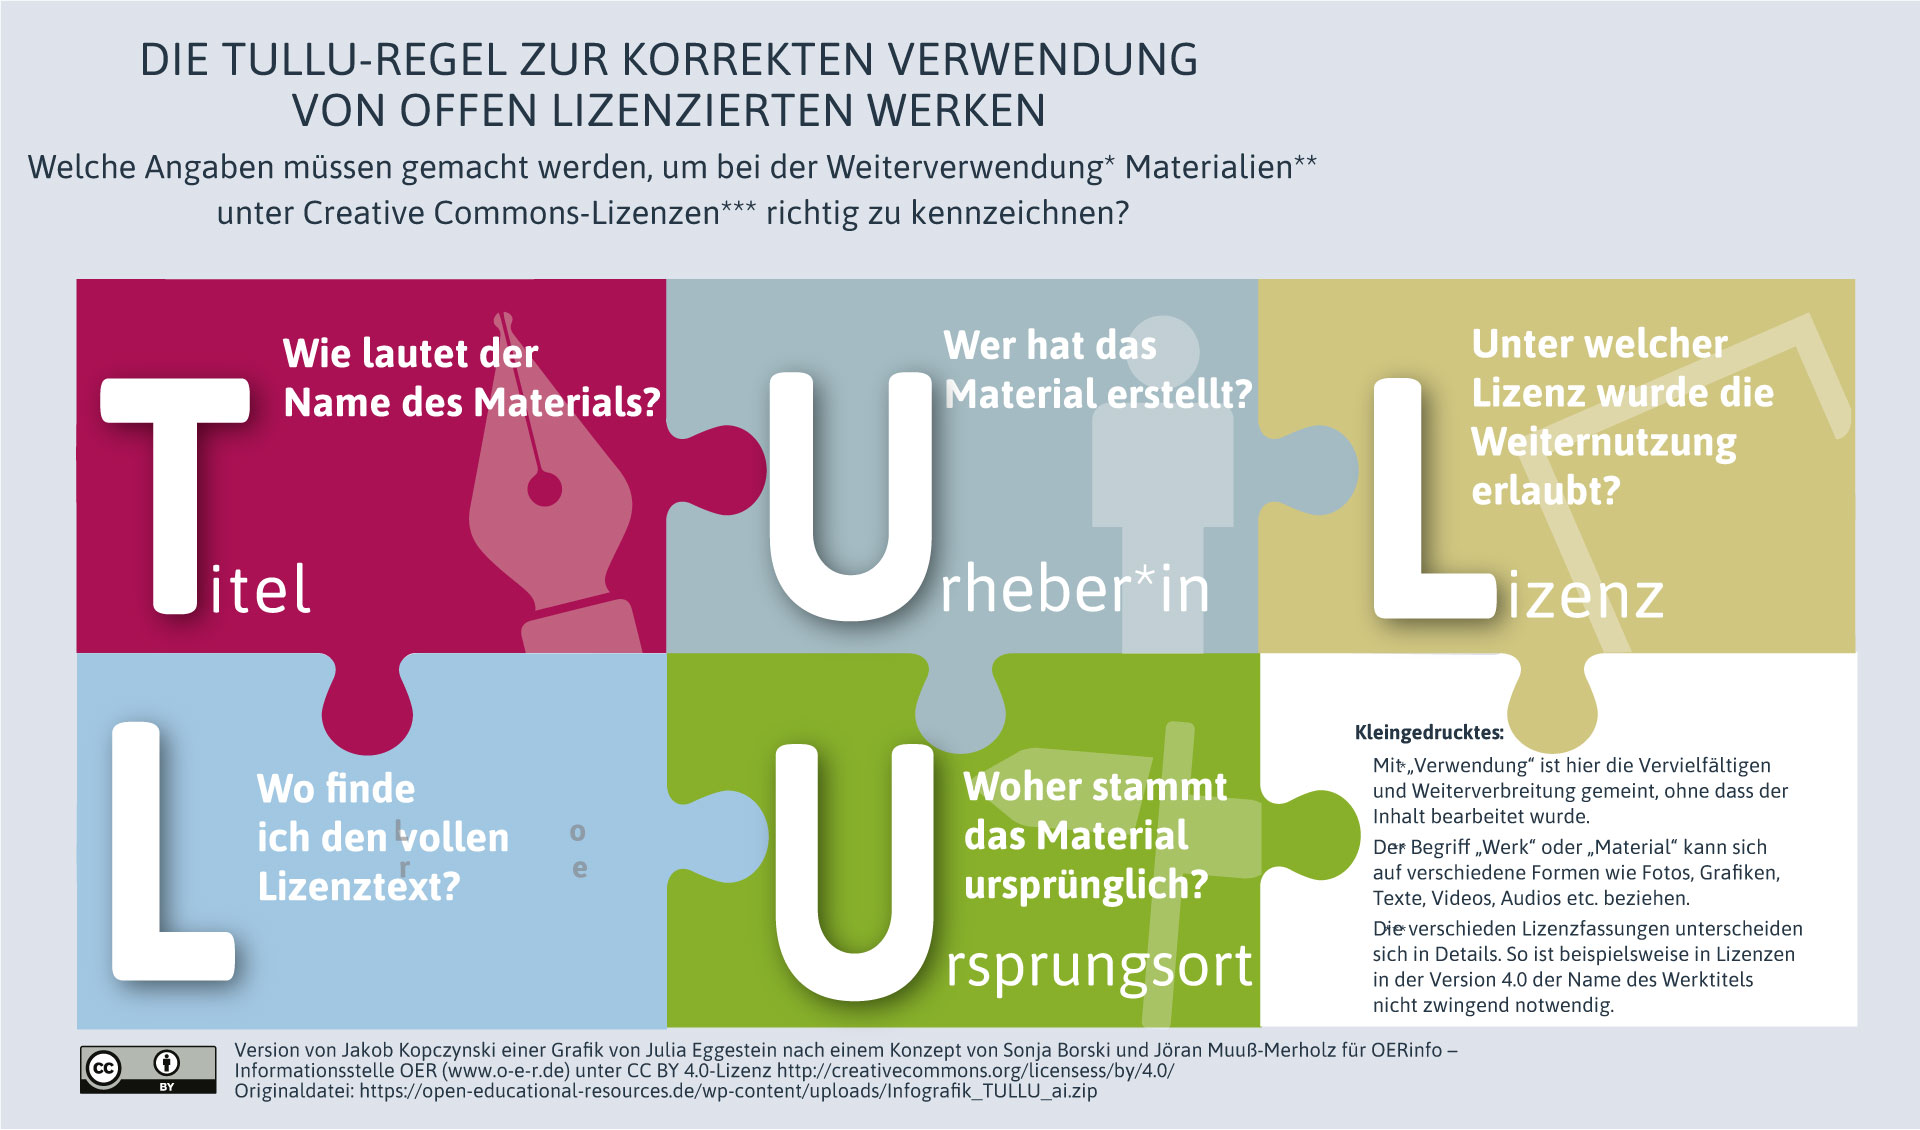 DIE TULLU-REGEL ZUR KORREKTEN VERWENDUNG
VON OFFEN LIZENZIERTEN WERKEN
Welche Angaben müssen gemacht werden, um bei der Weiterverwendung* Materialien**
unter Creative Commons-Lizenzen*** richtig zu kennzeichnen?
Wie lautet der
Name des Materials?
Titel
Wer hat das
Material erstellt?
Urheber*in
Unter welcher
Lizenz wurde die
Weiternutzung
erlaubt?
Lizenz
Wo finde
ich den vollen
Lizenztext?
L
L o
r e
Woher stammt
das Material
ursprünglich?
Ursprungsort
Kleingedrucktes:
* Mit „Verwendung“ ist hier die Vervielfältigen
und Weiterverbreitung gemeint, ohne dass der
Inhalt bearbeitet wurde.
** Der Begriff „Werk“ oder „Material“ kann sich
auf verschiedene Formen wie Fotos, Grafiken,
Texte, Videos, Audios etc. beziehen.
*** Die verschieden Lizenzfassungen unterscheiden
sich in Details. So ist beispielsweise in Lizenzen
in der Version 4.0 der Name des Werktitels
nicht zwingend notwendig.
cc
BY
Version von Jakob Kopczynski einer Grafik von Julia Eggestein nach einem Konzept von Sonja Borski und Jöran Muuß-Merholz für OERinfo –
Informationsstelle OER (www.o-e-r.de) unter CC BY 4.0-Lizenz http://creativecommons.org/licensess/by/4.0/
Originaldatei: https://open-educational-resources.de/wp-content/uploads/Infografik_TULLU_ai.zip